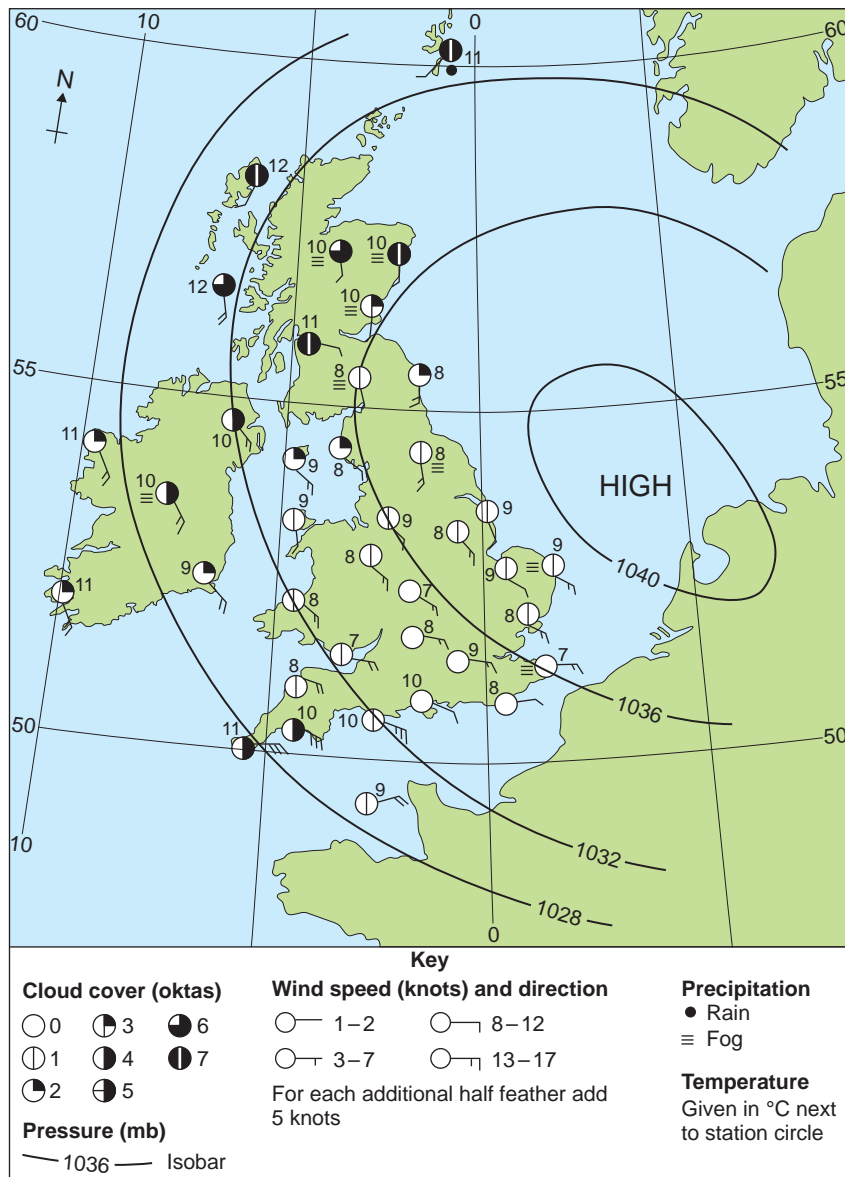 60 10 0 60
N
11
12
10 10
12
10
11
8 8
55 55
11 10
9 8 8
10 HIGH
9 9 9
8 8 9
9 9 1040
11 7
8 8
8
7 9 7
8
10 8 1036
10 10
11
50 50
9
10
1032
1028
0
Key
Cloud cover (oktas)
0 3 6
1 4 7
2 5
Pressure (mb)
1036 Isobar
Wind speed (knots) and direction
1–2 8–12
3–7 13–17
For each additional half feather add
5 knots
Precipitation
Rain
Fog
Temperature
Given in °C next
to station circle